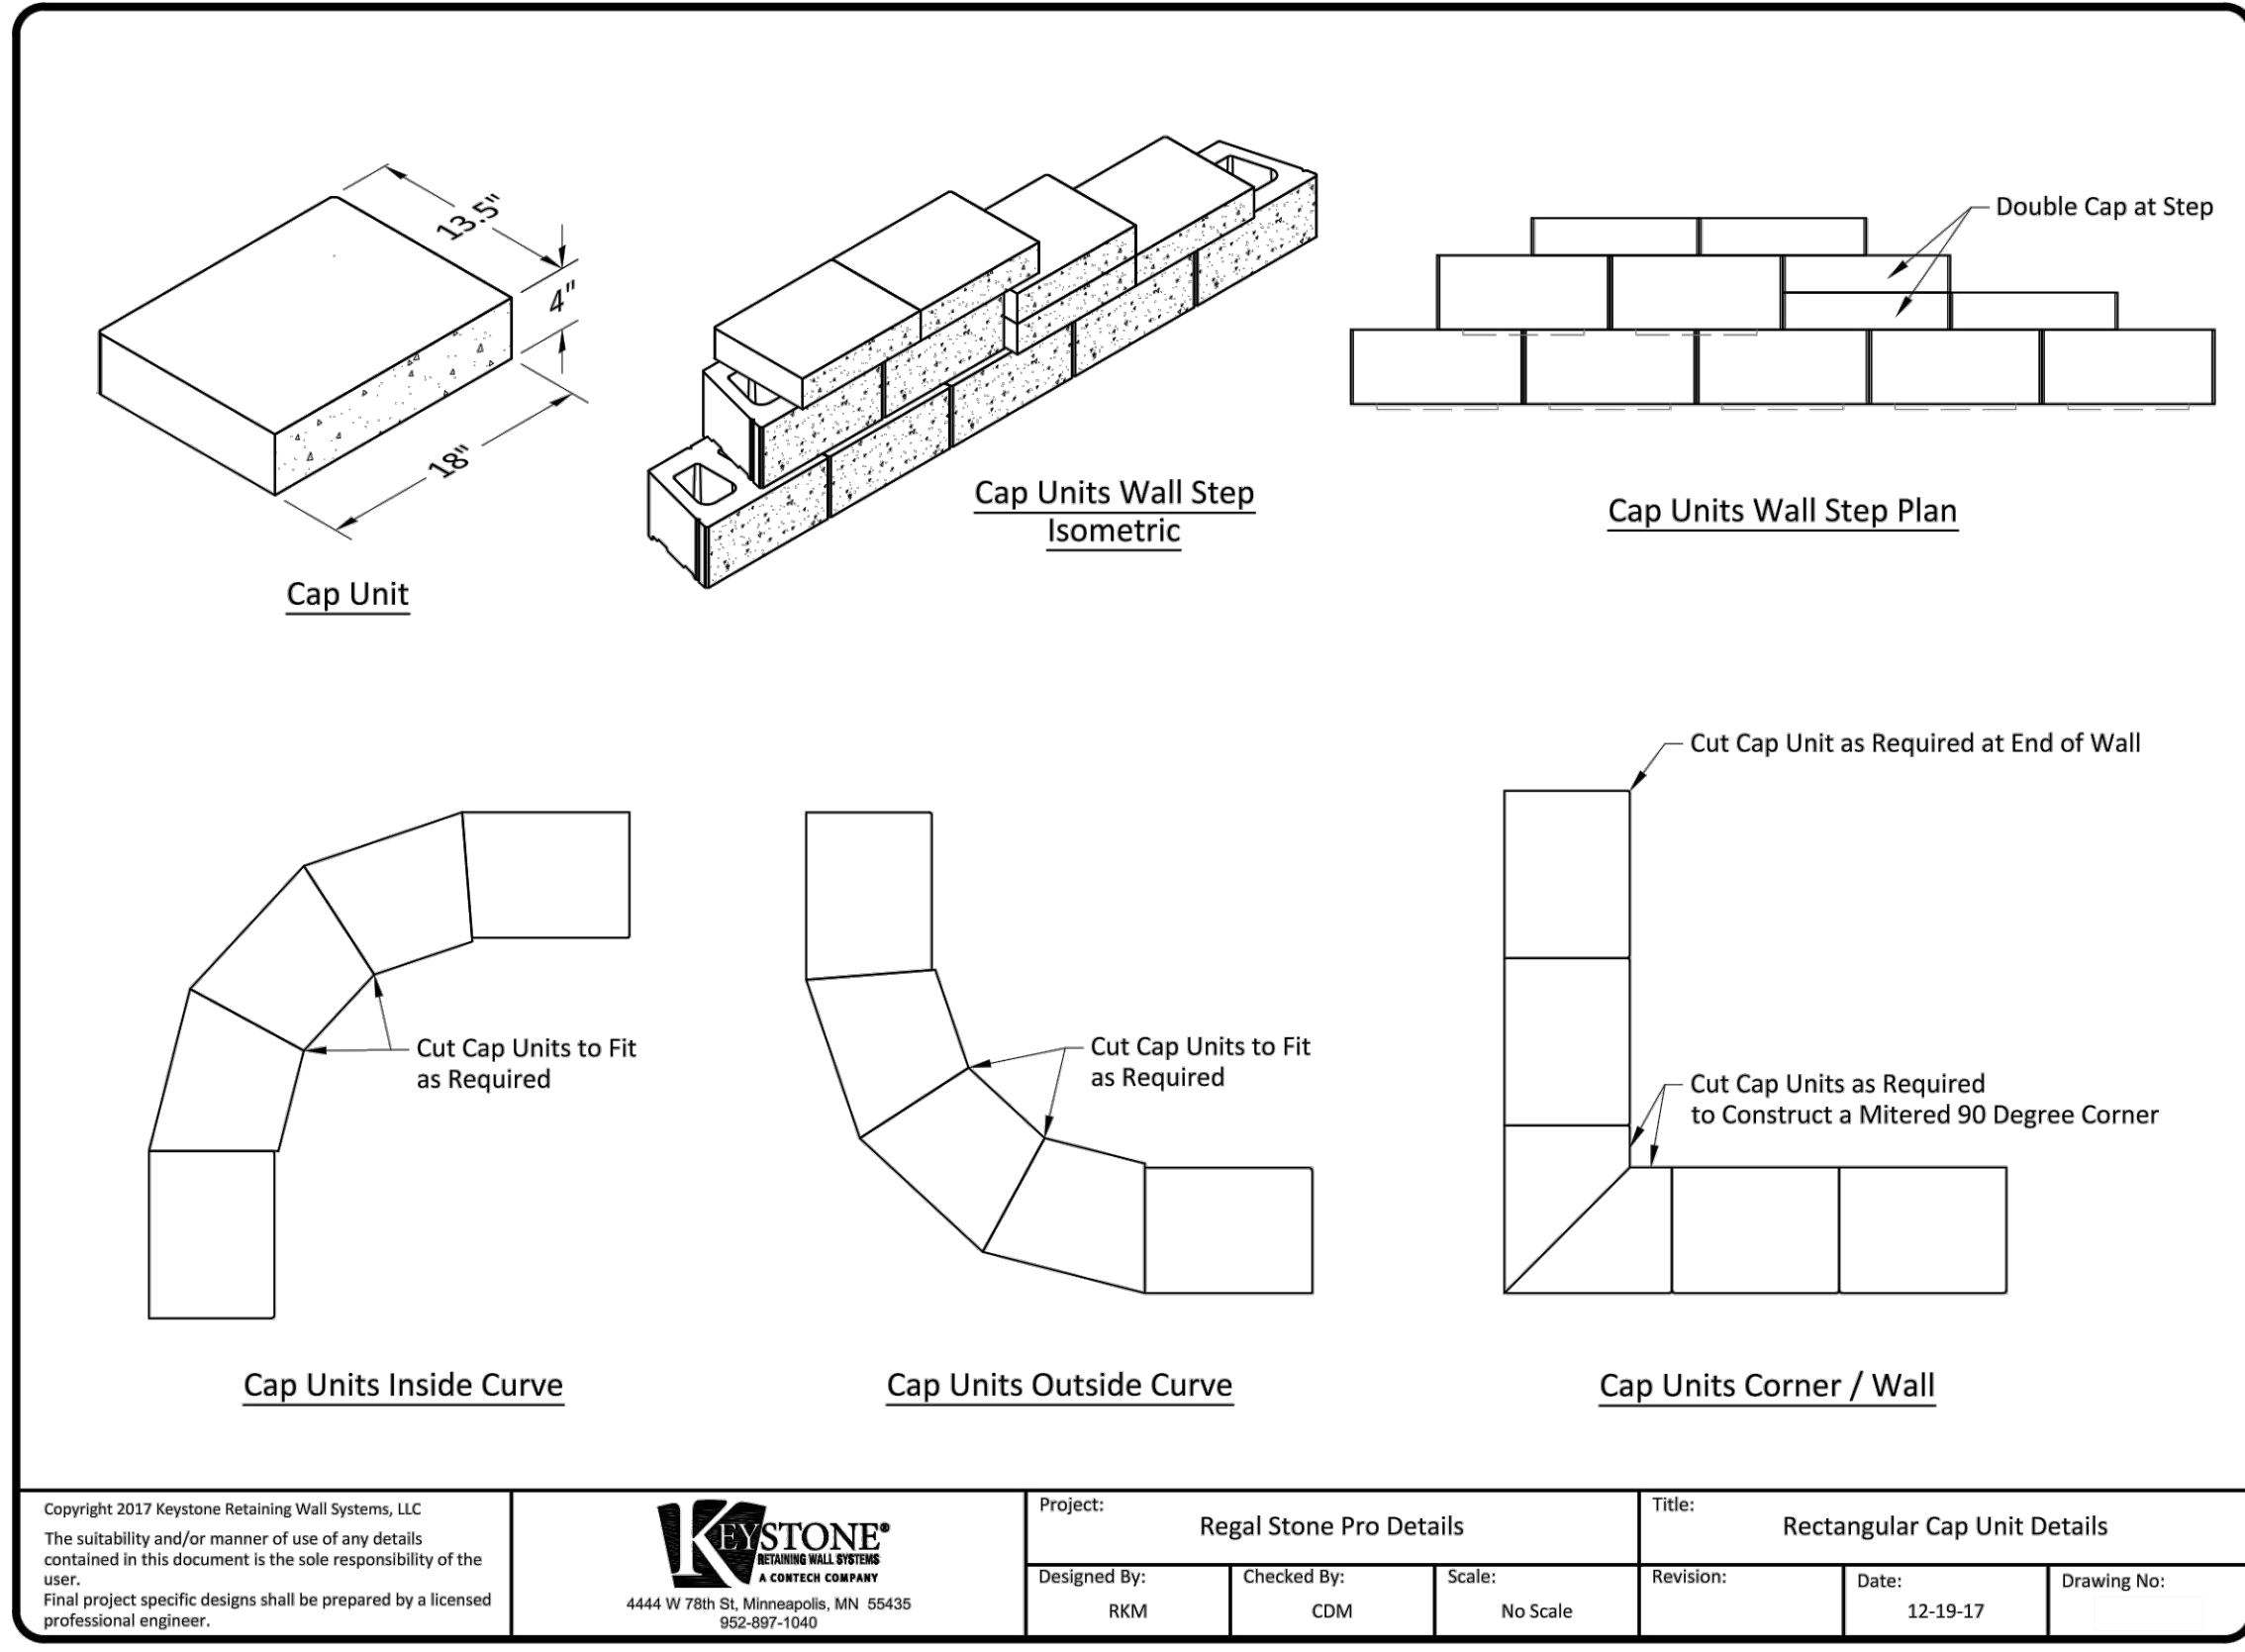 13.5"
4"
18"
Cap Unit
Cap Units Wall Step
Isometric
Double Cap at Step
Cap Units Wall Step Plan
Cut Cap Units to Fit
as Required
Cap Units Inside Curve
Cut Cap Units to Fit
as Required
Cap Units Outside Curve
Cut Cap Unit as Required at End of Wall
Cut Cap Units as Required
to Construct a Mitered 90 Degree Corner
Cap Units Corner / Wall
Copyright 2017 Keystone Retaining Wall Systems, LLC
The suitability and/or manner of use of any details
contained in this document is the sole responsibility of the
user.
Final project specific designs shall be prepared by a licensed
professional engineer.
KEYSTONE®
RETAINING WALL SYSTEMS
A CONTECH COMPANY
4444 W 78th St, Minneapolis, MN 55435
952-897-1040
Project:
Regal Stone Pro Details
Title:
Rectangular Cap Unit Details
Designed By:
RKM
Checked By:
CDM
Scale:
No Scale
Revision:
Date:
12-19-17
Drawing No: